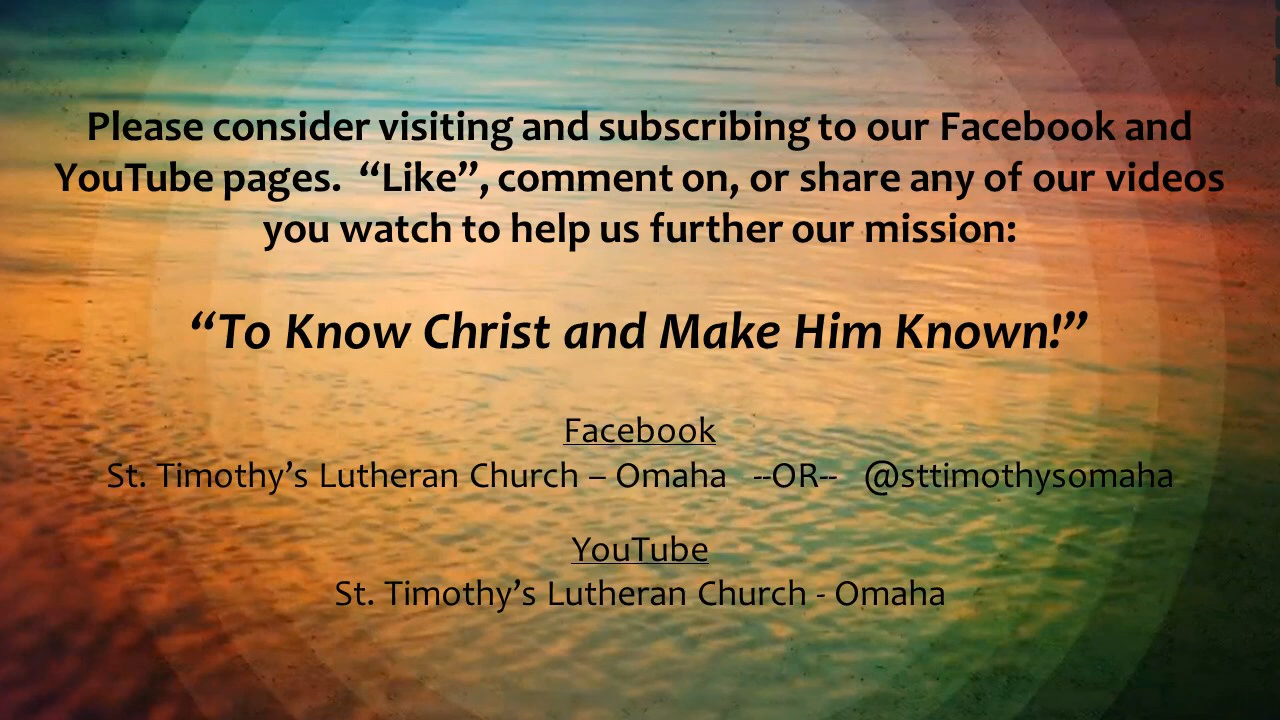 Please consider visiting and subscribing to our Facebook and
YouTube pages.  “Like”, comment on, or share any of our videos
you watch to help us further our mission:
“To Know Christ and Make Him Known!”
Facebook
St. Timothy’s Lutheran Church – Omaha   --OR--   @sttimothysomaha
YouTube
St. Timothy’s Lutheran Church - Omaha